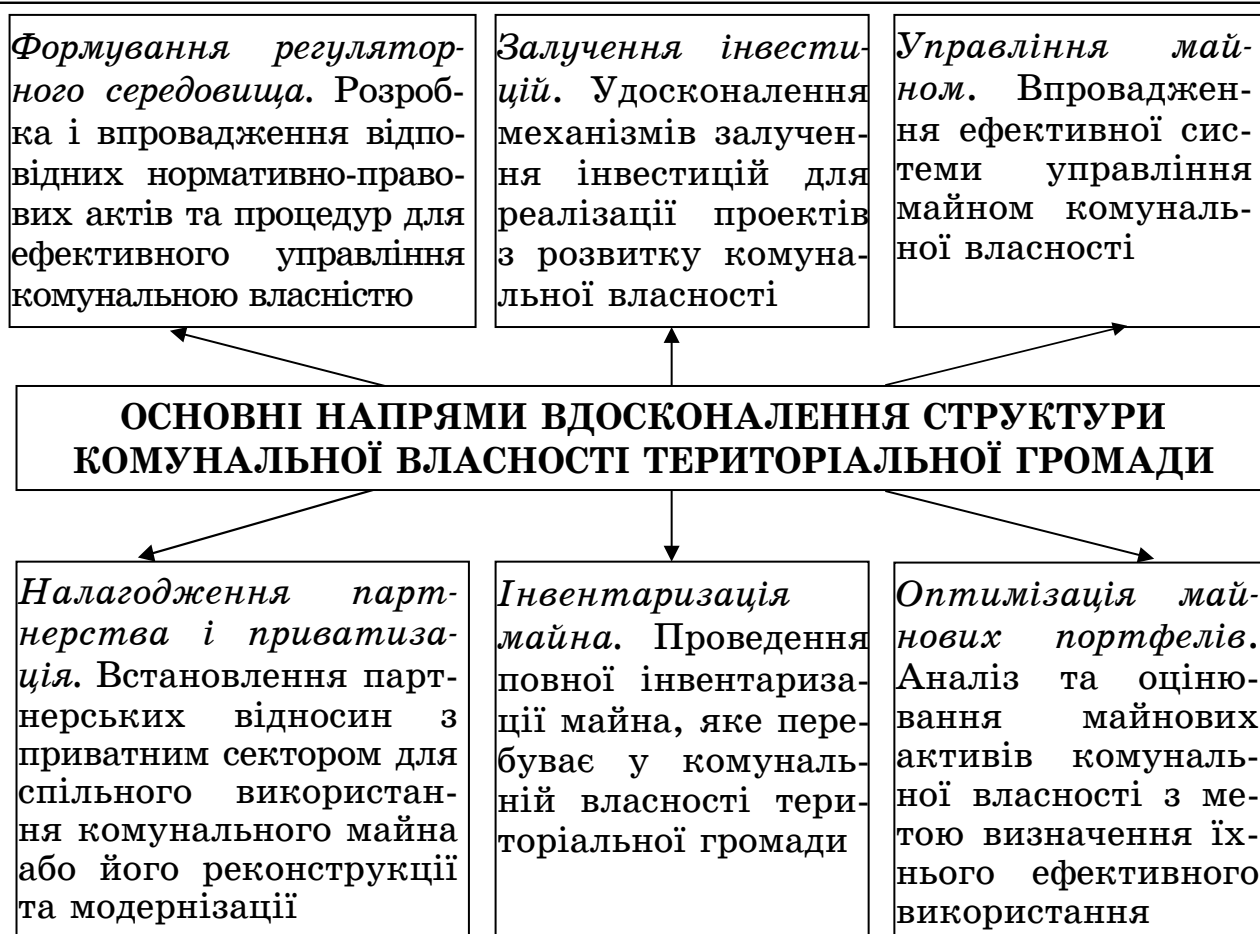 Формування регулятор-
ного середовища. Розроб-
ка і впровадження відпо-
відних нормативно-право-
вих актів та процедур для
ефективного управління
комунальною власністю
Залучення інвести-
цій. Удосконалення
механізмів залучен-
ня інвестицій для
реалізації проектів
з розвитку комуна-
льної власності
Управління май-
ном. Впроваджен-
ня ефективної сис-
теми управління
майном комуналь-
ної власності
ОСНОВНІ НАПРЯМИ ВДОСКОНАЛЕННЯ СТРУКТУРИ
КОМУНАЛЬНОЇ ВЛАСНОСТІ ТЕРИТОРІАЛЬНОЇ ГРОМАДИ
Налагодження парт-
нерства і приватиза-
ція. Встановлення парт-
нерських відносин з
приватним сектором для
спільного використан-
ня комунального майна
або його реконструкції
та модернізації
Інвентаризація
майна. Проведення
повної інвентариза-
ції майна, яке пере-
буває у комуналь-
ній власності тери-
торіальної громади
Оптимізація май-
нових портфелів.
Аналіз та оціню-
вання майнових
активів комуналь-
ної власності з ме-
тою визначення їх-
нього ефективного
використання